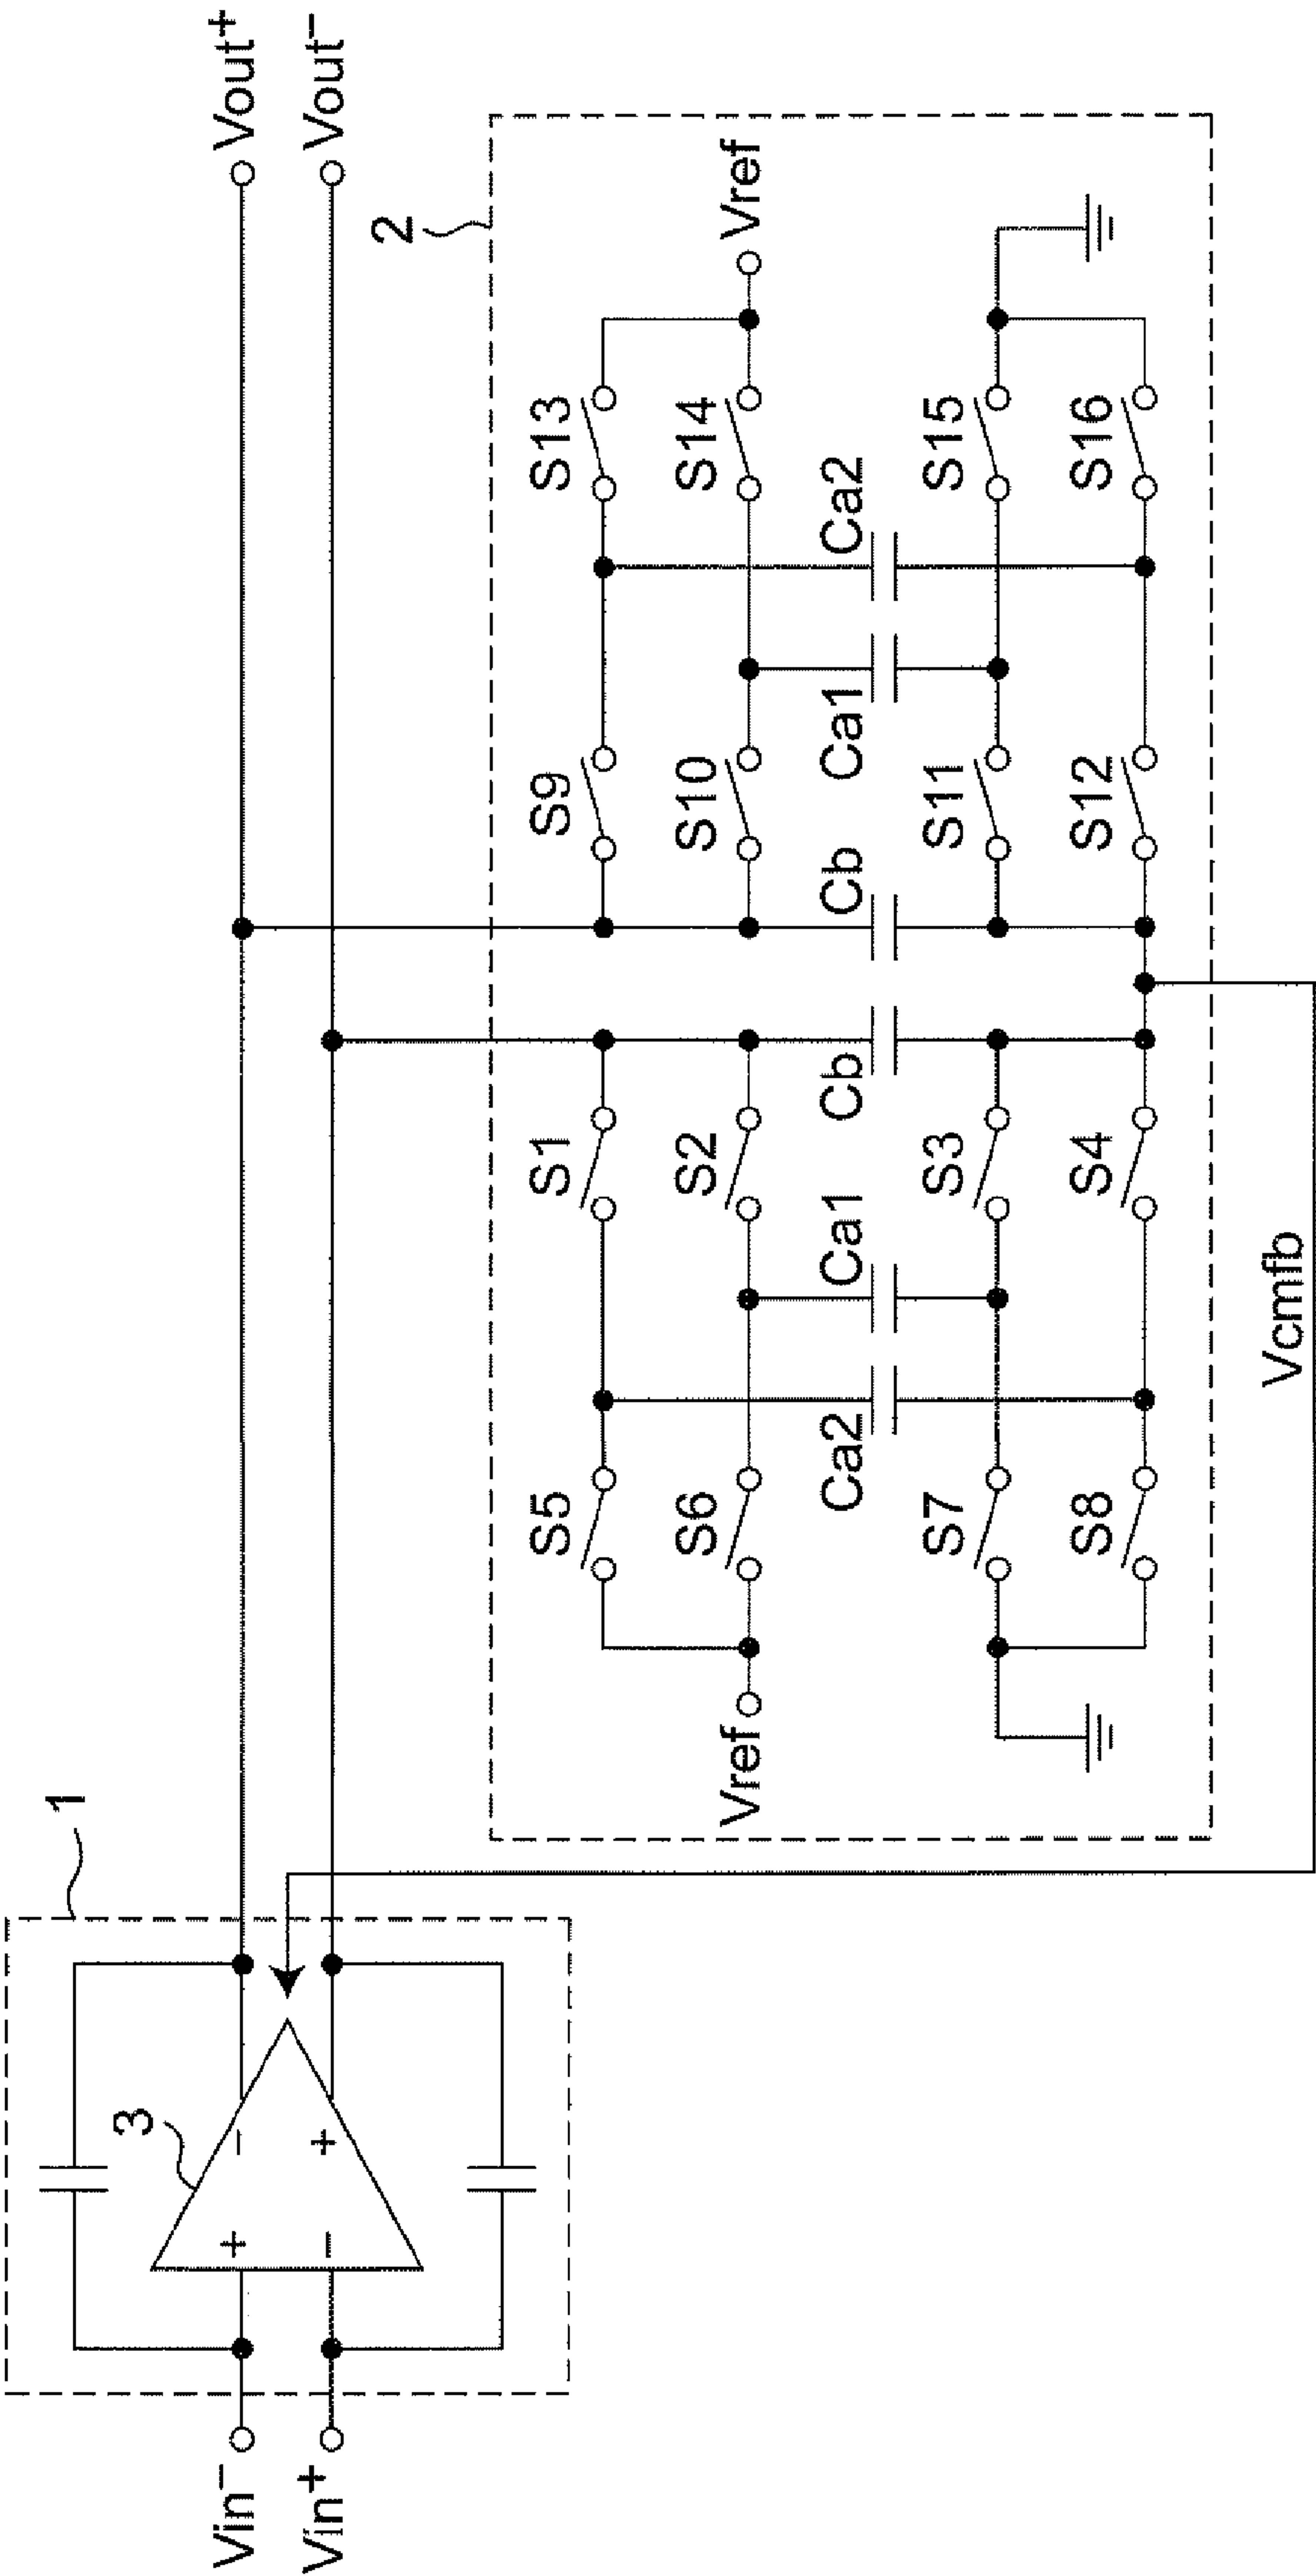 1
3
+
−
−
+
Vin−
Vin+
Vout+
Vout−
2
S5
S1
S9
S13
S6
S2
S10
S14
Vref
Vref
Ca2
Ca1
Cb
Cb
Ca1
Ca2
S7
S3
S11
S15
S8
S4
S12
S16
Vcmfb